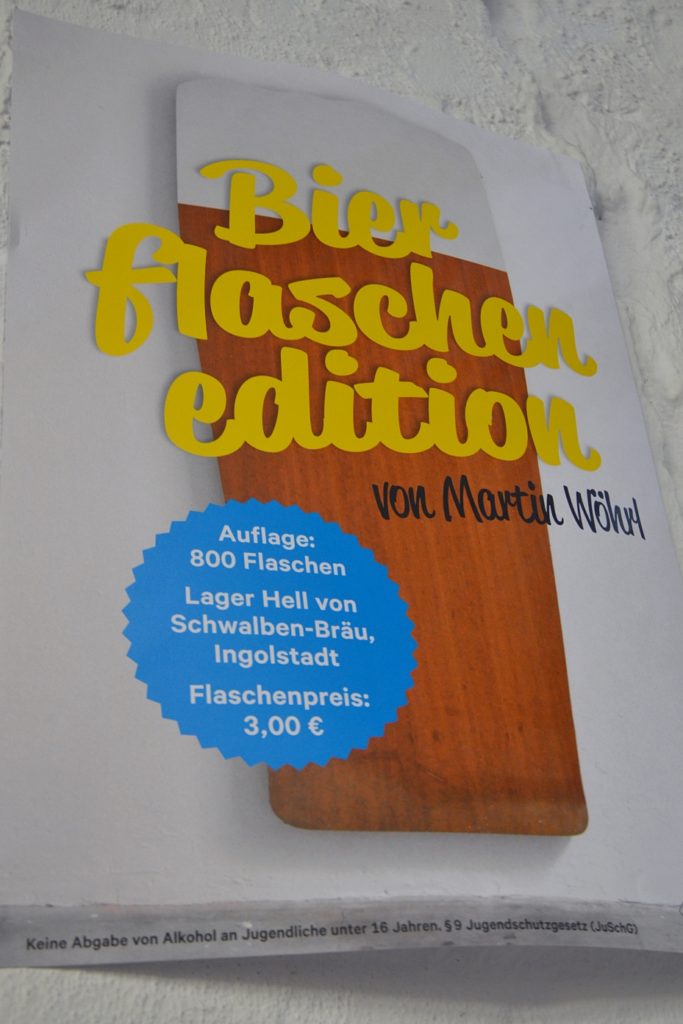 Bier
flaschen
edition
von Martin Wöhrl
Auflage:
800 Flaschen
Lager Hell von
Schwalben-Bräu,
Ingolstadt
Flaschenpreis:
3,00 €
Keine Abgabe von Alkohol an Jugendliche unter 16 Jahren. § 9 Jugendschutzgesetz (JuSchG)